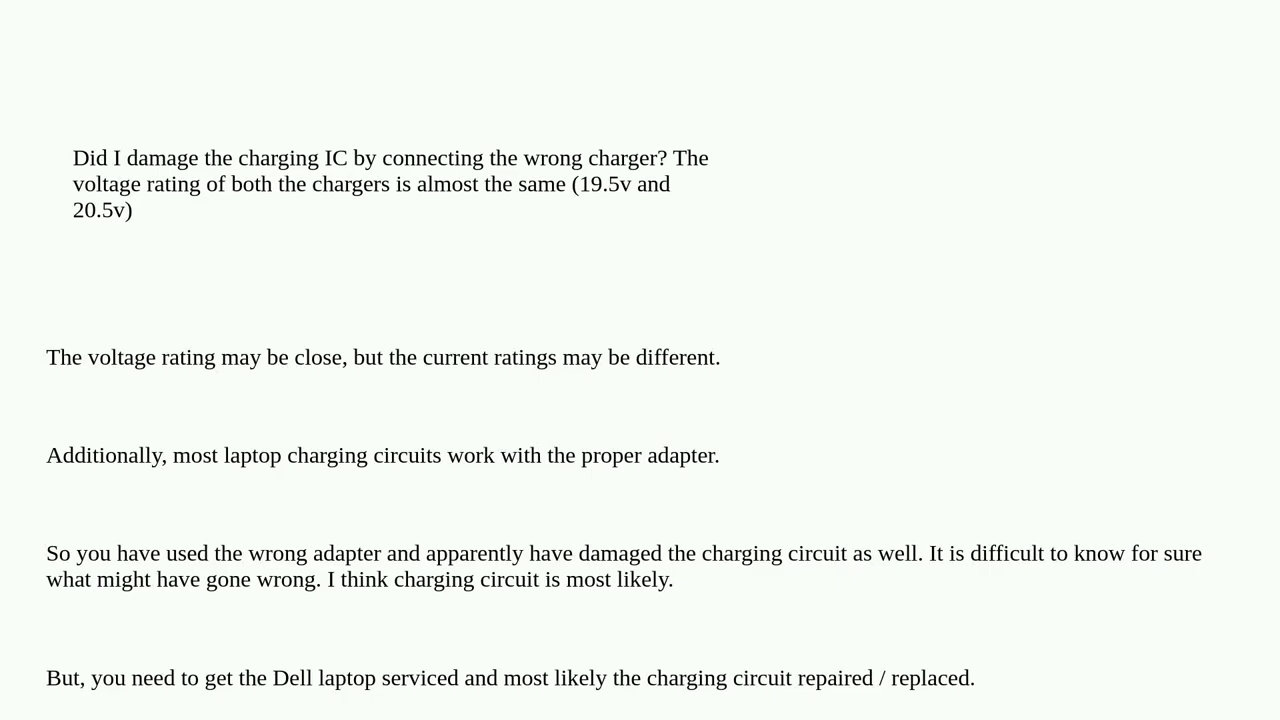 Did I damage the charging IC by connecting the wrong charger? The
voltage rating of both the chargers is almost the same (19.5v and
20.5v)
The voltage rating may be close, but the current ratings may be different.
Additionally, most laptop charging circuits work with the proper adapter.
So you have used the wrong adapter and apparently have damaged the charging circuit as well. It is difficult to know for sure
what might have gone wrong. I think charging circuit is most likely.
But, you need to get the Dell laptop serviced and most likely the charging circuit repaired / replaced.